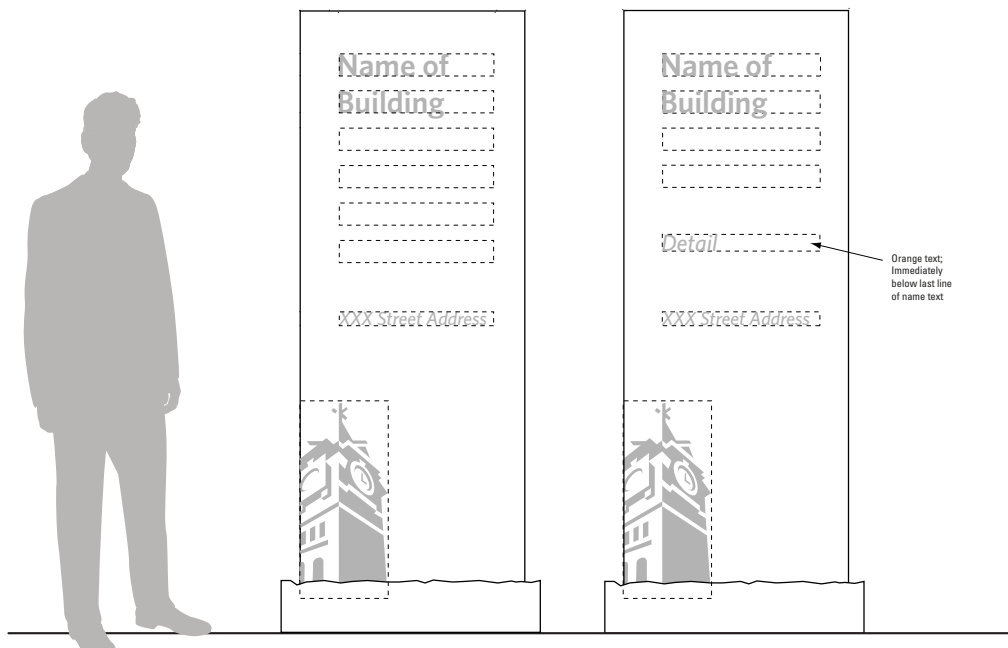 Name of
Building
XXX Street Address
Name of
Building
Detail
XXX Street Address
Orange text;
Immediately
below last line
of name text